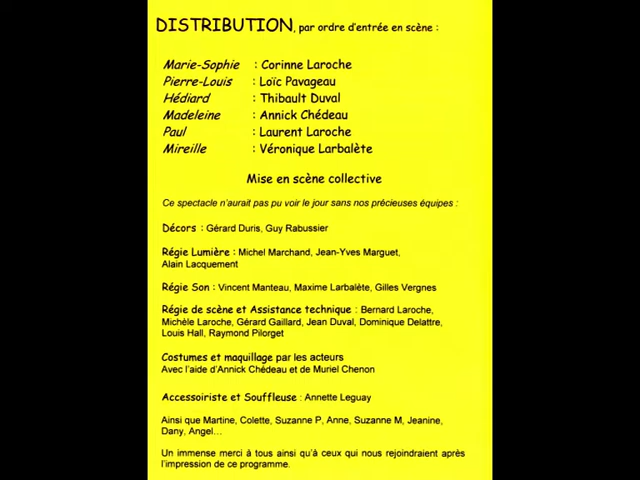 DISTRIBUTION, par ordre d'entrée en scène :
Marie-Sophie : Corinne Laroche
Pierre-Louis : Loïc Pavageau
Hédiard : Thibault Duval
Madeleine : Annick Chédeau
Paul : Laurent Laroche
Mireille : Véronique Larbalète
Mise en scène collective
Ce spectacle n'aurait pas pu voir le jour sans nos précieuses équipes :
Décors : Gérard Duris, Guy Rabussier
Régie Lumière : Michel Marchand, Jean-Yves Marguet,
Alain Lacquement
Régie Son : Vincent Manteau, Maxime Larbalète, Gilles Vergnes
Régie de scène et Assistance technique : Bernard Laroche,
Michèle Laroche, Gérard Gaillard, Jean Duval, Dominique Delattre,
Louis Hall, Raymond Pilorget
Costumes et maquillage par les acteurs
Avec l'aide d'Annick Chédeau et de Muriel Chenon
Accessoiriste et Souffleuse : Annette Leguay
Ainsi que Martine, Colette, Suzanne P, Anne, Suzanne M, Jeanine,
Dany, Angel…
Un immense merci à tous ainsi qu'à ceux qui nous rejoindraient après
l'impression de ce programme.